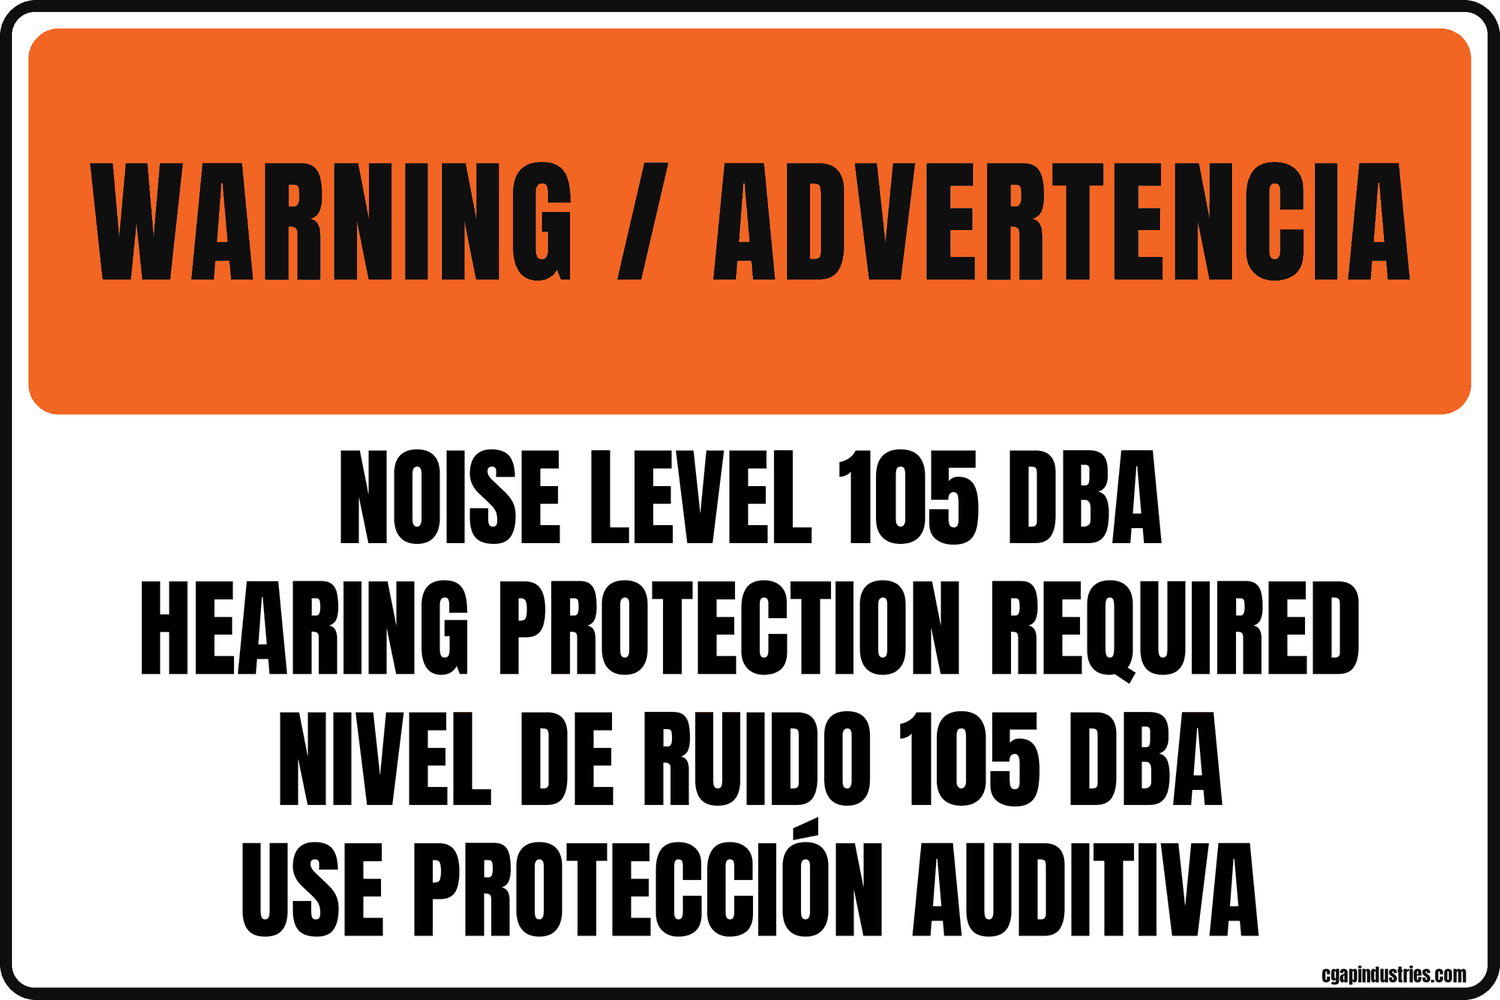 WARNING / ADVERTENCIA
NOISE LEVEL 105 DBA
HEARING PROTECTION REQUIRED
NIVEL DE RUIDO 105 DBA
USE PROTECCIÓN AUDITIVA
cgapindustries.com